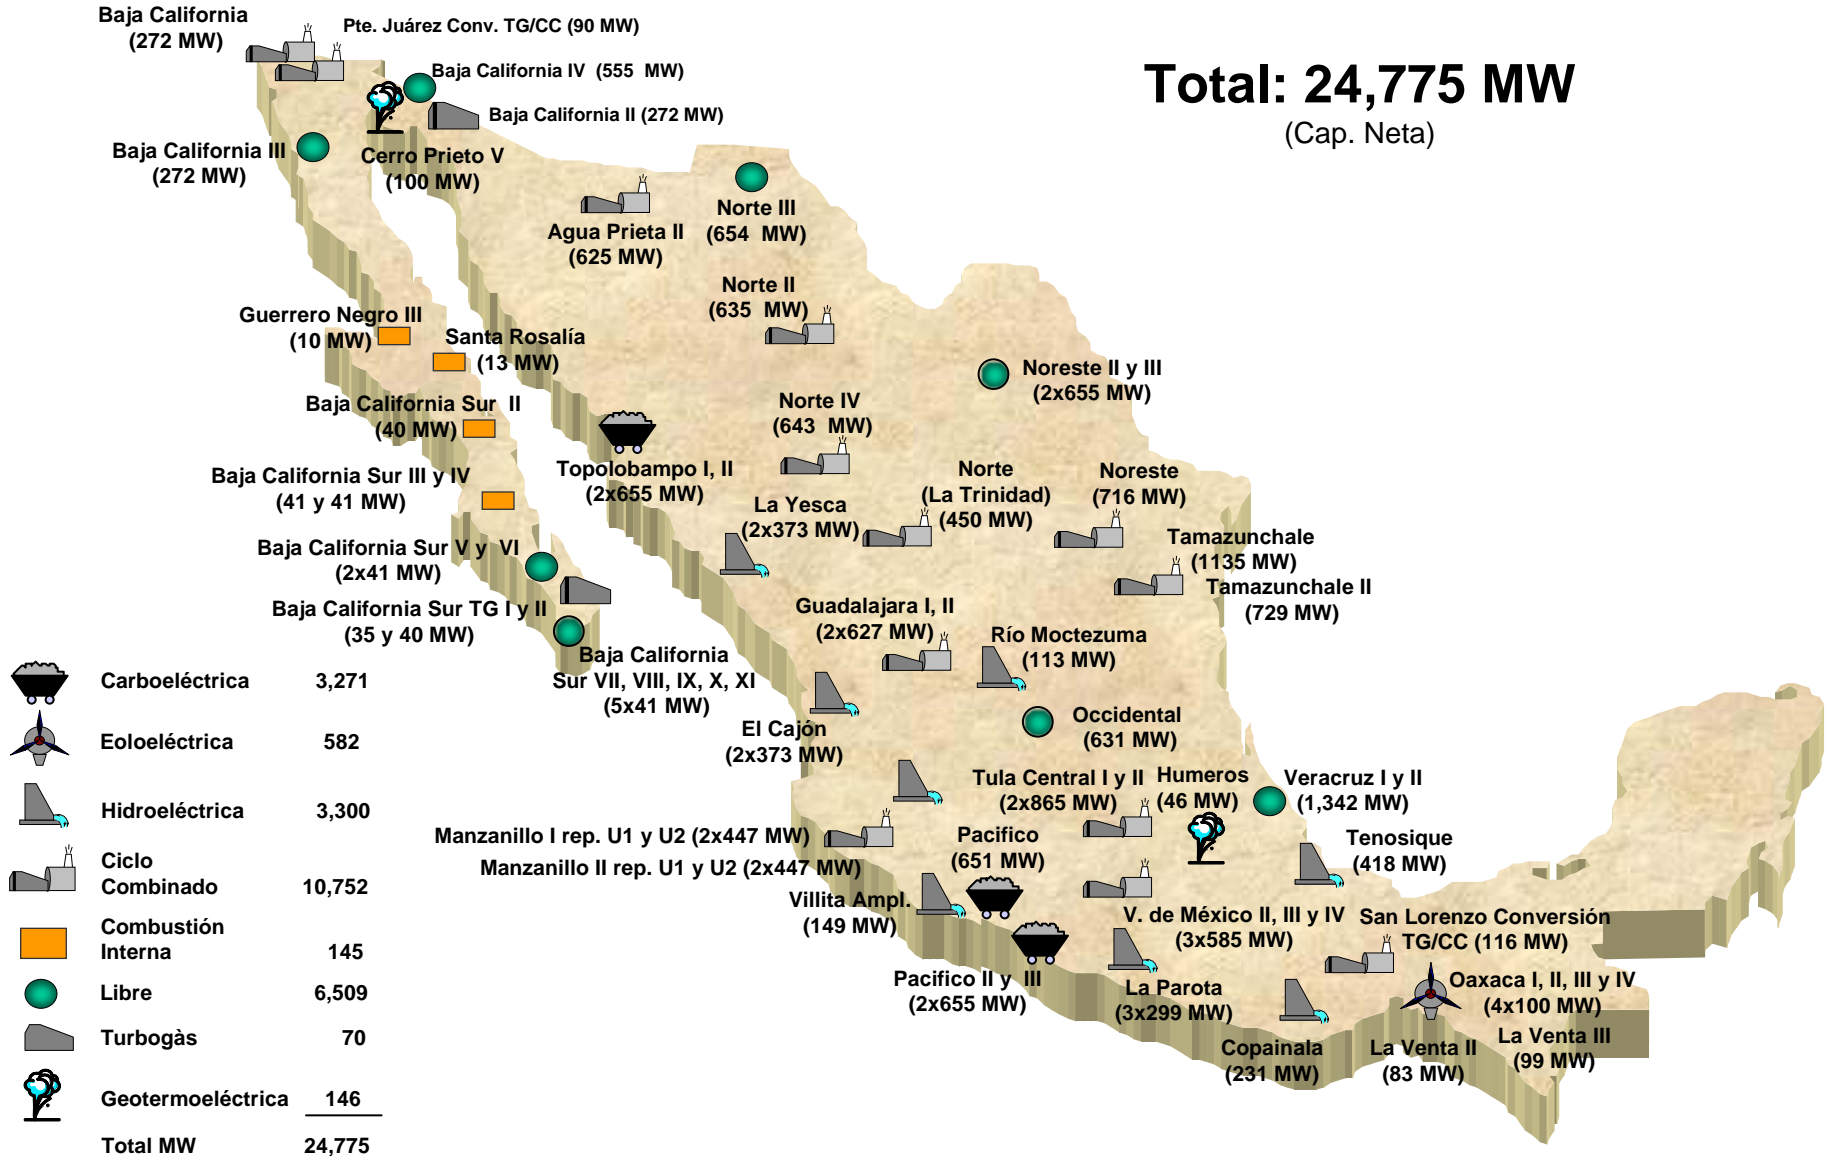 Baja California
(272 MW)
Pte. Juárez Conv. TG/CC (90 MW)
Baja California IV (555 MW)
Baja California II (272 MW)
Total: 24,775 MW
(Cap. Neta)
Baja California III
(272 MW)
Cerro Prieto V
(100 MW)
Agua Prieta II
(625 MW)
Norte III
(654 MW)
Norte II
(635 MW)
Guerrero Negro III
(10 MW)
Santa Rosalía
(13 MW)
Noreste II y III
(2x655 MW)
Baja California Sur II
(40 MW)
Norte IV
(643 MW)
Baja California Sur III y IV
(41 y 41 MW)
Topolobampo I, II
(2x655 MW)
La Yesca
(2x373 MW)
Norte
(La Trinidad)
(450 MW)
Noreste
(716 MW)
Tamazunchale
(1135 MW)
Tamazunchale II
(729 MW)
Baja California Sur V y VI
(2x41 MW)
Baja California Sur TG I y II
(35 y 40 MW)
Guadalajara I, II
(2x627 MW)
Río Moctezuma
(113 MW)
Baja California
Sur VII, VIII, IX, X, XI
(5x41 MW)
El Cajón
(2x373 MW)
Occidental
(631 MW)
Tula Central I y II
(2x865 MW)
Humeros
(46 MW)
Veracruz I y II
(1,342 MW)
Manzanillo I rep. U1 y U2 (2x447 MW)
Manzanillo II rep. U1 y U2 (2x447 MW)
Pacifico
(651 MW)
Tenosique
(418 MW)
Villita Ampl.
(149 MW)
V. de México II, III y IV
(3x585 MW)
San Lorenzo Conversión
TG/CC (116 MW)
Pacifico II y III
(2x655 MW)
La Parota
(3x299 MW)
Oaxaca I, II, III y IV
(4x100 MW)
Copainala
(231 MW)
La Venta II
(83 MW)
La Venta III
(99 MW)
Carboeléctrica 3,271
Eoloeléctrica 582
Hidroeléctrica 3,300
Ciclo
Combinado 10,752
Combustión
Interna 145
Libre 6,509
Turbogàs 70
Geotermoeléctrica 146
Total MW 24,775